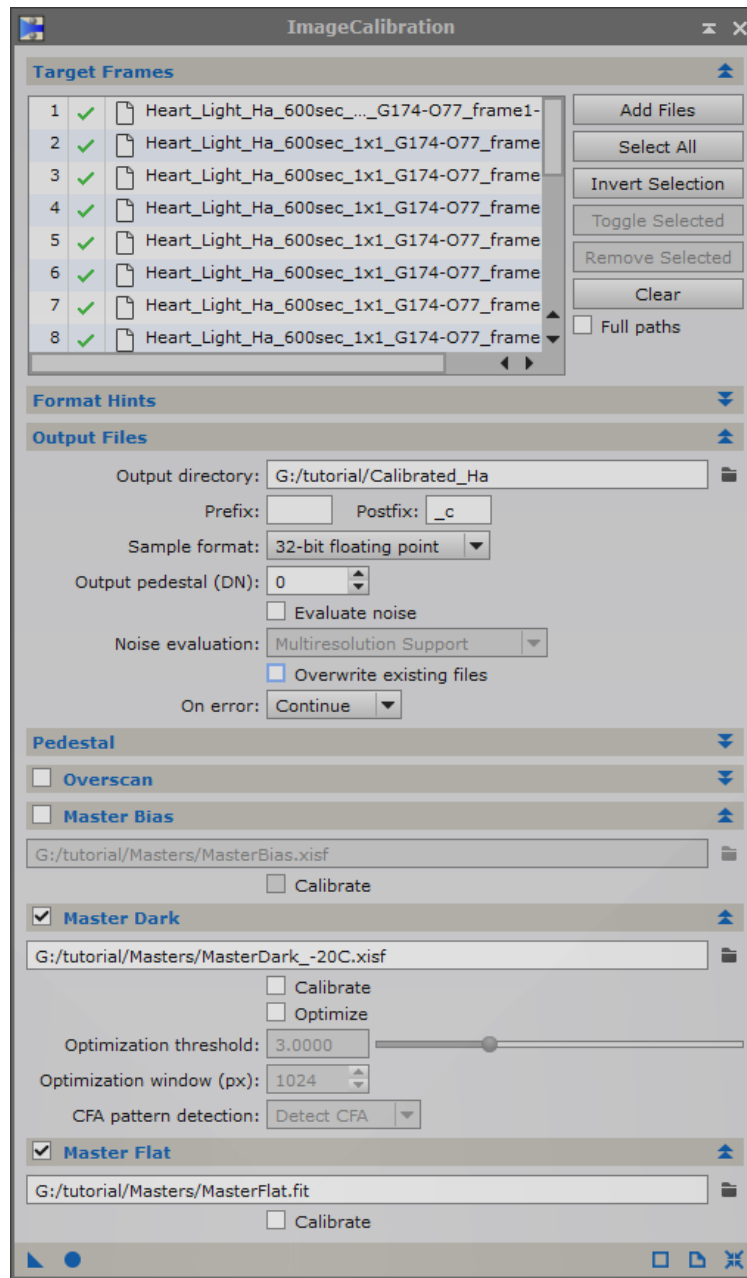 ImageCalibration
Target Frames
1 Heart_Light_Ha_600sec_..._G174-O77_frame1-
2 Heart_Light_Ha_600sec_1x1_G174-O77_frame
3 Heart_Light_Ha_600sec_1x1_G174-O77_frame
4 Heart_Light_Ha_600sec_1x1_G174-O77_frame
5 Heart_Light_Ha_600sec_1x1_G174-O77_frame
6 Heart_Light_Ha_600sec_1x1_G174-O77_frame
7 Heart_Light_Ha_600sec_1x1_G174-O77_frame
8 Heart_Light_Ha_600sec_1x1_G174-O77_frame
Add Files
Select All
Invert Selection
Toggle Selected
Remove Selected
Clear
Full paths
Format Hints
Output Files
Output directory: G:/tutorial/Calibrated_Ha
Prefix: Postfix: _c
Sample format: 32-bit floating point
Output pedestal (DN): 0
Evaluate noise
Noise evaluation: Multiresolution Support
Overwrite existing files
On error: Continue
Pedestal
Overscan
Master Bias
G:/tutorial/Masters/MasterBias.xisf
Calibrate
Master Dark
G:/tutorial/Masters/MasterDark_-20C.xisf
Calibrate
Optimize
Optimization threshold: 3.0000
Optimization window (px): 1024
CFA pattern detection: Detect CFA
Master Flat
G:/tutorial/Masters/MasterFlat.fit
Calibrate